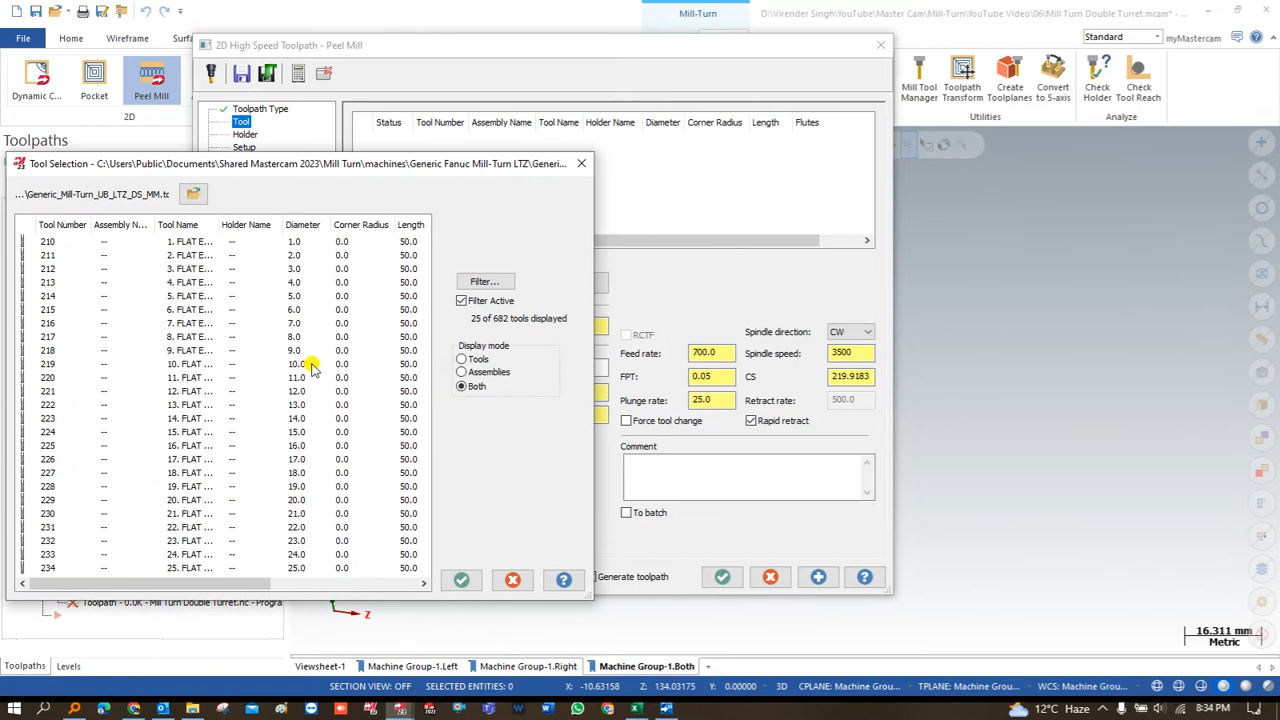 Mill-Turn
D:\Virender Singh\YouTube\Master Cam\Mill-Turn\YouTube Video\06\Mill Turn Double Turret.mcam*
File
Home
Wireframe
2D High Speed Toolpath - Peel Mill
Standard
myMastercam
Dynamic C...
Pocket
Peel Mill
2D
Mill Tool Manager
Toolpath Transform
Create Toolplanes
Convert to 5-axis
Check Holder
Check Tool Reach
Utilities
Analyze
Toolpath Type
Tool
Holder
Setup
Status Tool Number Assembly Name Tool Name Holder Name Diameter Corner Radius Length Flutes
Toolpaths
Tool Selection - C:\Users\Public\Documents\Shared Mastercam 2023\Mill Turn\machines\Generic Fanuc Mill-Turn LTZ\Generi...
...\Generic_Mill-Turn_UB_LTZ_DS_MM.tc
Tool Number Assembly N... Tool Name Holder Name Diameter Corner Radius Length
210 -- 1. FLAT E... -- 1.0 0.0 50.0
211 -- 2. FLAT E... -- 2.0 0.0 50.0
212 -- 3. FLAT E... -- 3.0 0.0 50.0
213 -- 4. FLAT E... -- 4.0 0.0 50.0
214 -- 5. FLAT E... -- 5.0 0.0 50.0
215 -- 6. FLAT E... -- 6.0 0.0 50.0
216 -- 7. FLAT E... -- 7.0 0.0 50.0
217 -- 8. FLAT E... -- 8.0 0.0 50.0
218 -- 9. FLAT E... -- 9.0 0.0 50.0
219 -- 10. FLAT ... -- 10.0 0.0 50.0
220 -- 11. FLAT ... -- 11.0 0.0 50.0
221 -- 12. FLAT ... -- 12.0 0.0 50.0
222 -- 13. FLAT ... -- 13.0 0.0 50.0
223 -- 14. FLAT ... -- 14.0 0.0 50.0
224 -- 15. FLAT ... -- 15.0 0.0 50.0
225 -- 16. FLAT ... -- 16.0 0.0 50.0
226 -- 17. FLAT ... -- 17.0 0.0 50.0
227 -- 18. FLAT ... -- 18.0 0.0 50.0
228 -- 19. FLAT ... -- 19.0 0.0 50.0
229 -- 20. FLAT ... -- 20.0 0.0 50.0
230 -- 21. FLAT ... -- 21.0 0.0 50.0
231 -- 22. FLAT ... -- 22.0 0.0 50.0
232 -- 23. FLAT ... -- 23.0 0.0 50.0
233 -- 24. FLAT ... -- 24.0 0.0 50.0
234 -- 25. FLAT ... -- 25.0 0.0 50.0
Filter...
Filter Active
25 of 682 tools displayed
Display mode
Tools
Assemblies
Both
RCTF
Spindle direction: CW
Feed rate: 700.0 Spindle speed: 3500
FPT: 0.05 CS 219.9183
Plunge rate: 25.0 Retract rate: 500.0
Force tool change Rapid retract
Comment
To batch
Generate toolpath
Toolpath - 0.0K - Mill Turn Double Turret.nc - Progra
Z
16.311 mm
Metric
Toolpaths Levels
Viewsheet-1 Machine Group-1.Left Machine Group-1.Right Machine Group-1.Both +
SECTION VIEW: OFF SELECTED ENTITIES: 0 X: -10.63158 Z: 134.03175 Y: 0.00000 3D CPLANE: Machine Grou... TPLANE: Machine Grou... WCS: Machine Grou...
12°C Haze 8:34 PM